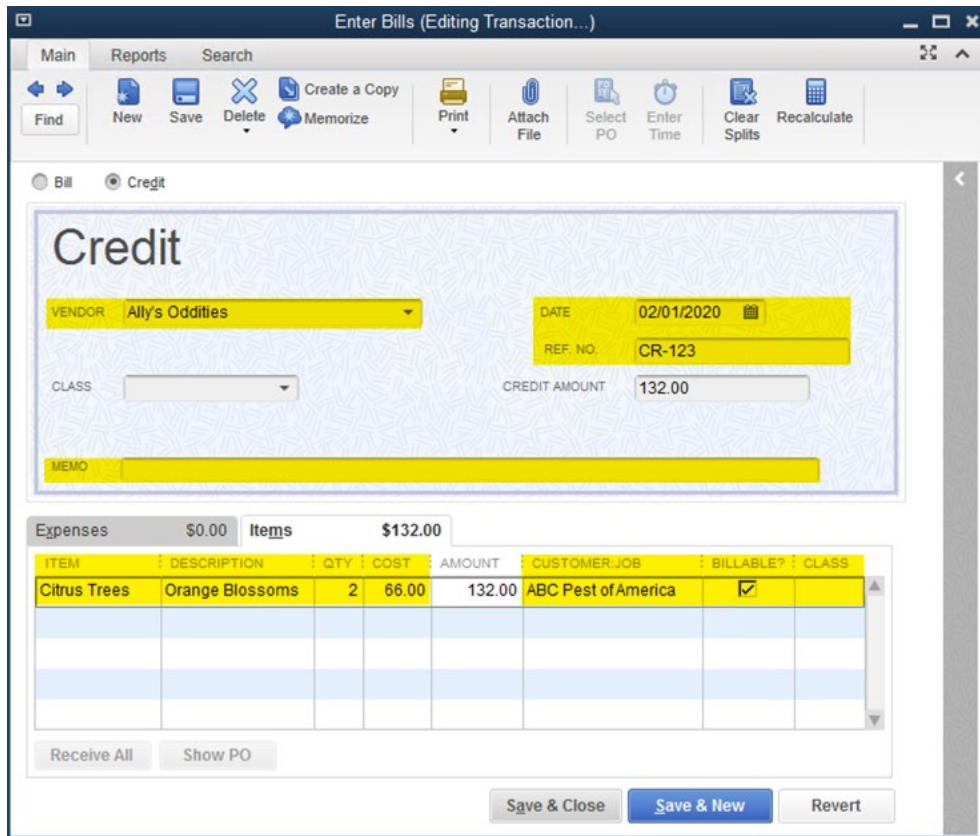 Enter Bills (Editing Transaction...)
Main Reports Search
Find New Save Delete Create a Copy Memorize Print Attach File Select PO Enter Time Clear Splits Recalculate
Bill Credit
Credit
VENDOR Ally's Oddities DATE 02/01/2020
REF. NO. CR-123
CLASS CREDIT AMOUNT 132.00
MEMO
Expenses $0.00 Items $132.00
ITEM DESCRIPTION QTY COST AMOUNT CUSTOMER:JOB BILLABLE? CLASS
Citrus Trees Orange Blossoms 2 66.00 132.00 ABC Pest of America
Receive All Show PO
Save & Close Save & New Revert